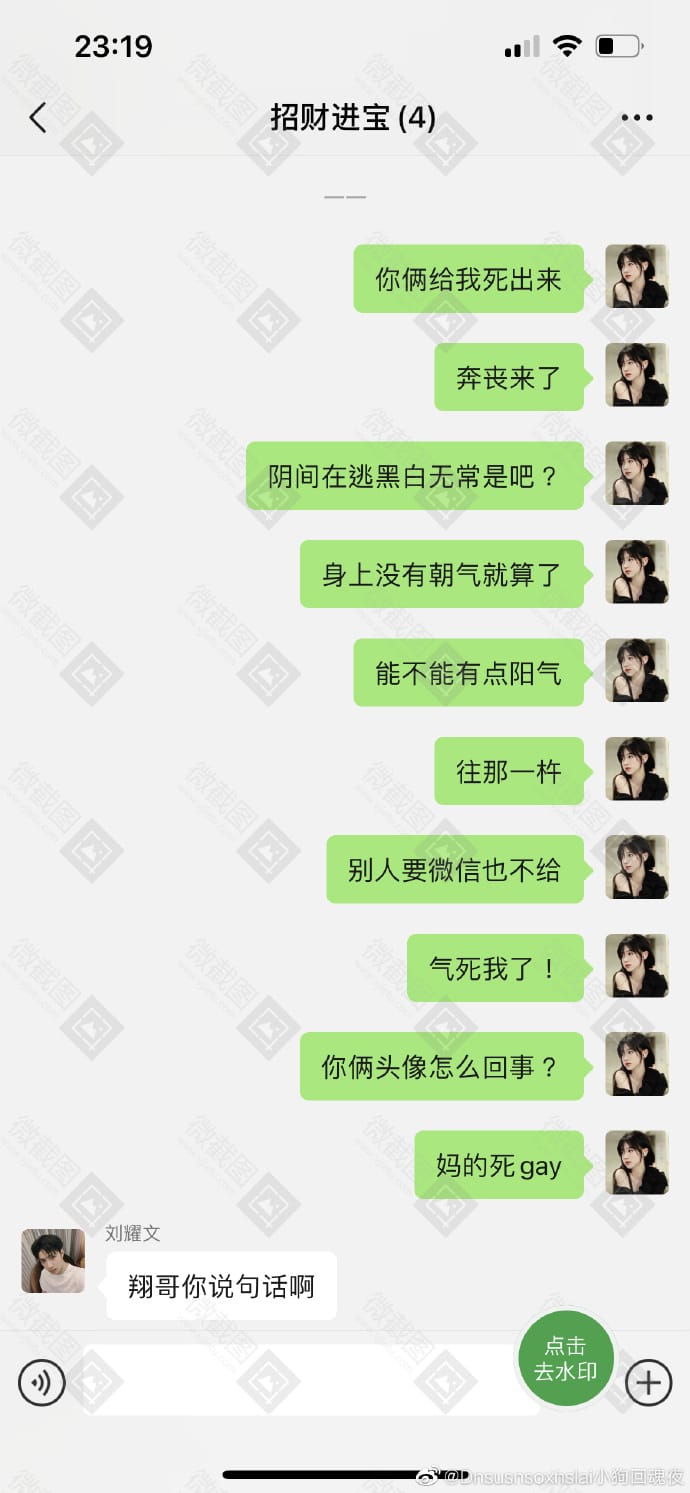 23:19
招财进宝 (4)
你俩给我死出来
奔丧来了
阴间在逃黑白无常是吧？
身上没有朝气就算了
能不能有点阳气
往那一杵
别人要微信也不给
气死我了！
你俩头像怎么回事？
妈的死gay
刘耀文
翔哥你说句话啊
点击
去水印
微截图
@Dnsusnsoxhslai小狗回魂夜